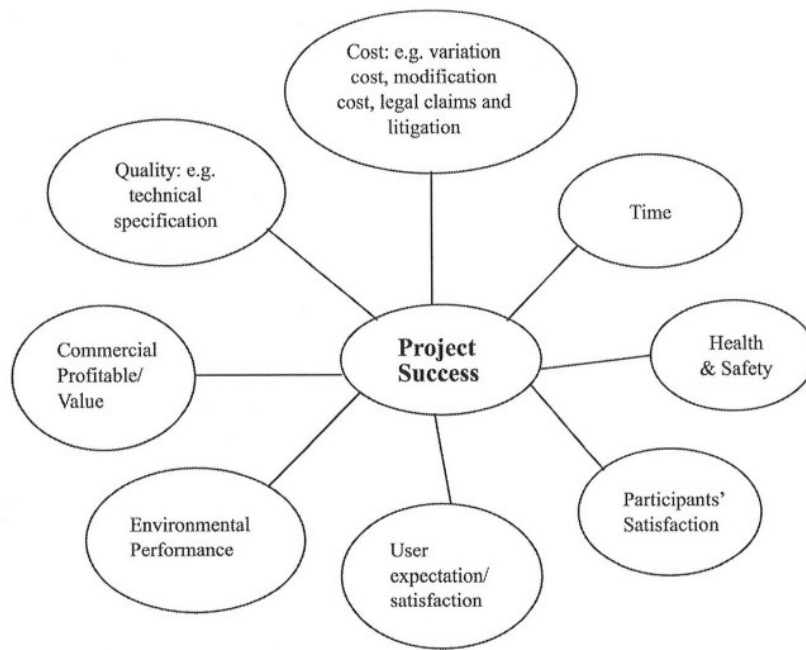 Cost: e.g. variation
cost, modification
cost, legal claims and
litigation
Quality: e.g.
technical
specification
Time
Project
Success
Commercial
Profitable/
Value
Health
& Safety
Environmental
Performance
User
expectation/
satisfaction
Participants'
Satisfaction